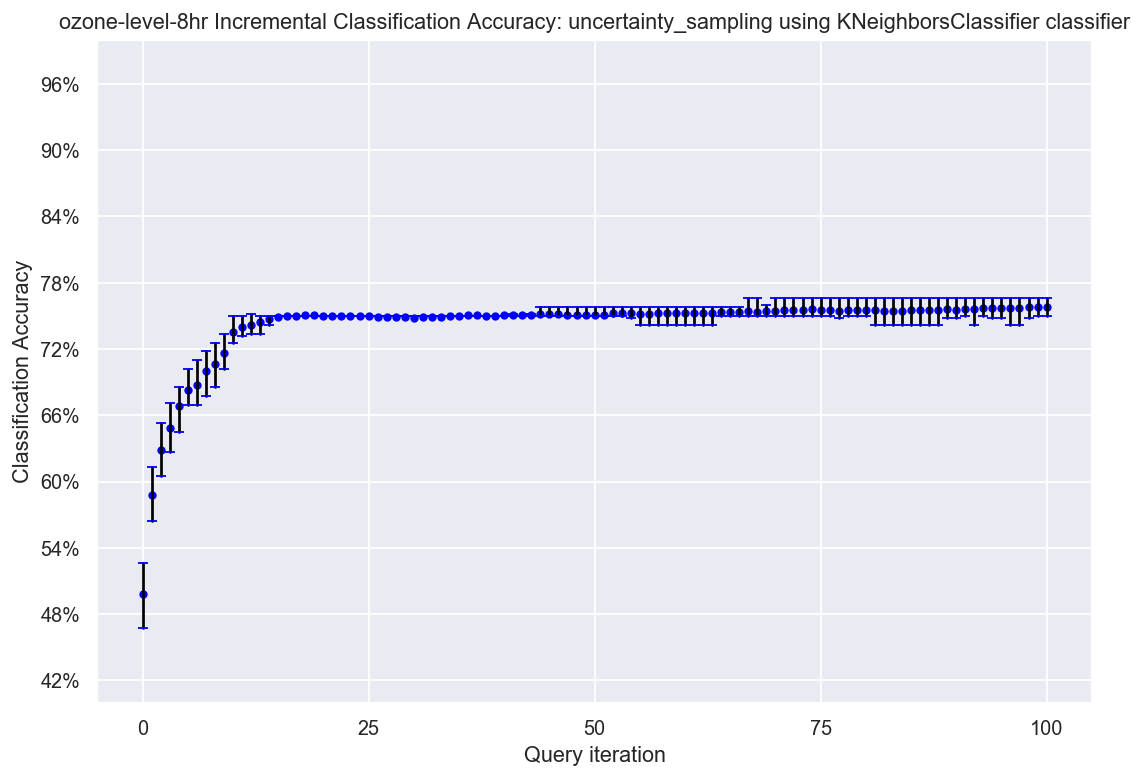 ozone-level-8hr Incremental Classification Accuracy: uncertainty_sampling using KNeighborsClassifier classifier
96%
90%
84%
78%
72%
66%
60%
54%
48%
42%
Classification Accuracy
0 25 50 75 100
Query iteration